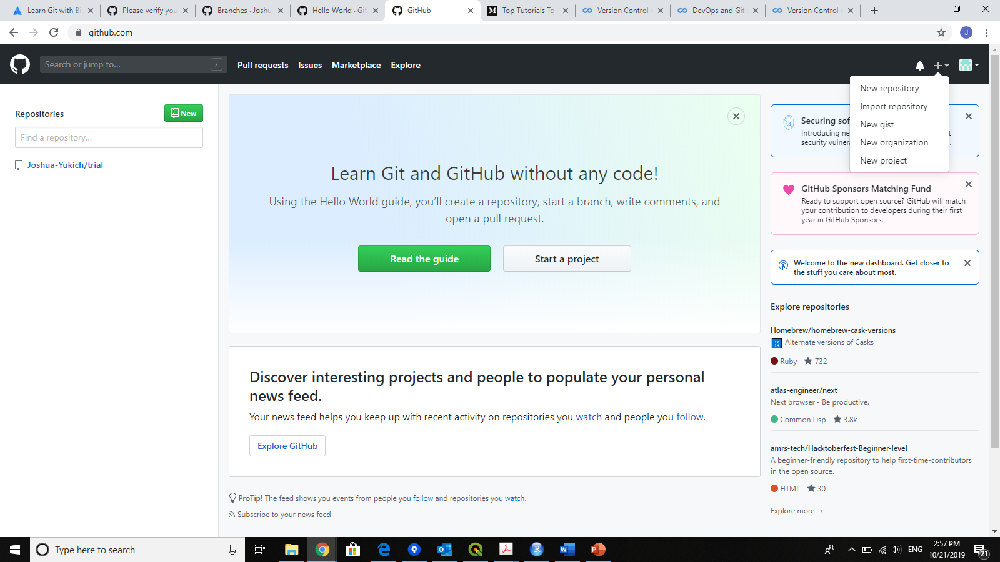 Learn Git with Bi
Please verify you
Branches · Joshu
Hello World · Git
GitHub
Top Tutorials To
Version Control
DevOps and Git
Version Control
github.com
J
Search or jump to...
/
Pull requests
Issues
Marketplace
Explore
New repository
Import repository
New gist
New organization
New project
Repositories
New
Find a repository...
Joshua-Yukich/trial
Learn Git and GitHub without any code!
Using the Hello World guide, you'll create a repository, start a branch, write comments, and
open a pull request.
Read the guide
Start a project
Discover interesting projects and people to populate your personal
news feed.
Your news feed helps you keep up with recent activity on repositories you watch and people you follow.
Explore GitHub
ProTip! The feed shows you events from people you follow and repositories you watch.
Subscribe to your news feed
Securing sof
Introducing ne
security vulner
GitHub Sponsors Matching Fund
Ready to support open source? GitHub will match
your contribution to developers during their first
year in GitHub Sponsors.
Welcome to the new dashboard. Get closer to
the stuff you care about most.
Explore repositories
Homebrew/homebrew-cask-versions
Alternate versions of Casks
Ruby 732
atlas-engineer/next
Next browser - Be productive.
Common Lisp 3.8k
amrs-tech/Hacktoberfest-Beginner-level
A beginner-friendly repository to help first-time-contributors
in the open source.
HTML 30
Explore more →
Type here to search
ENG
2:57 PM
10/21/2019
21